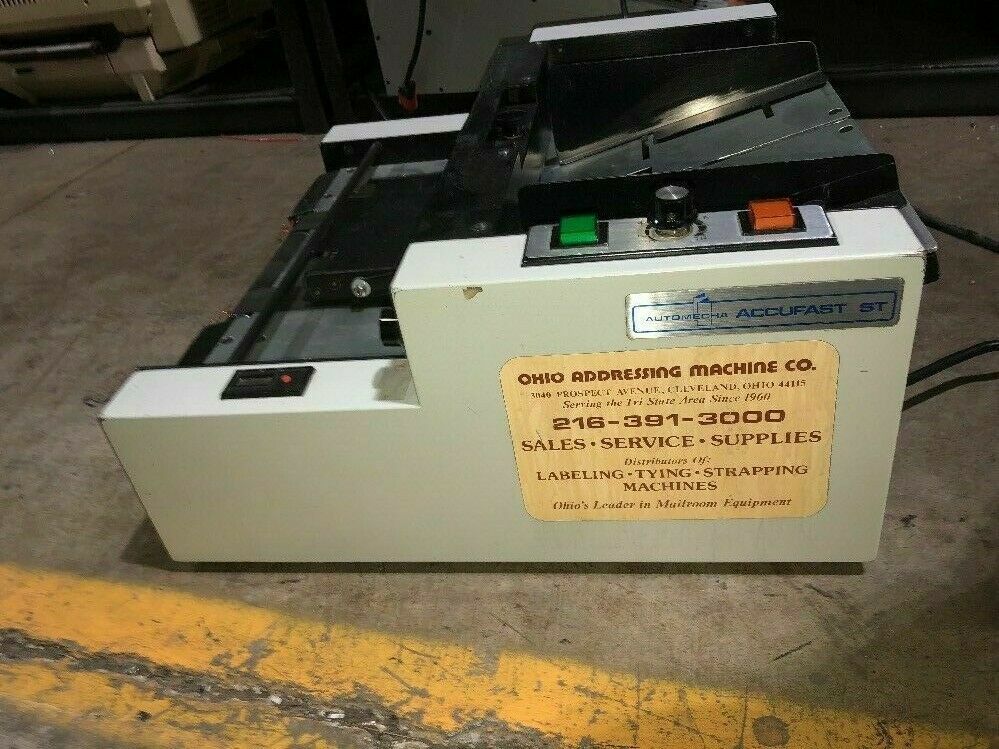 AUTOMECHA ACCUFAST ST
OHIO ADDRESSING MACHINE CO.
3040 PROSPECT AVENUE, CLEVELAND, OHIO 44115
Serving the Tri State Area Since 1960
216-391-3000
SALES • SERVICE • SUPPLIES
Distributors Of:
LABELING • TYING • STRAPPING
MACHINES
Ohio's Leader in Mailroom Equipment